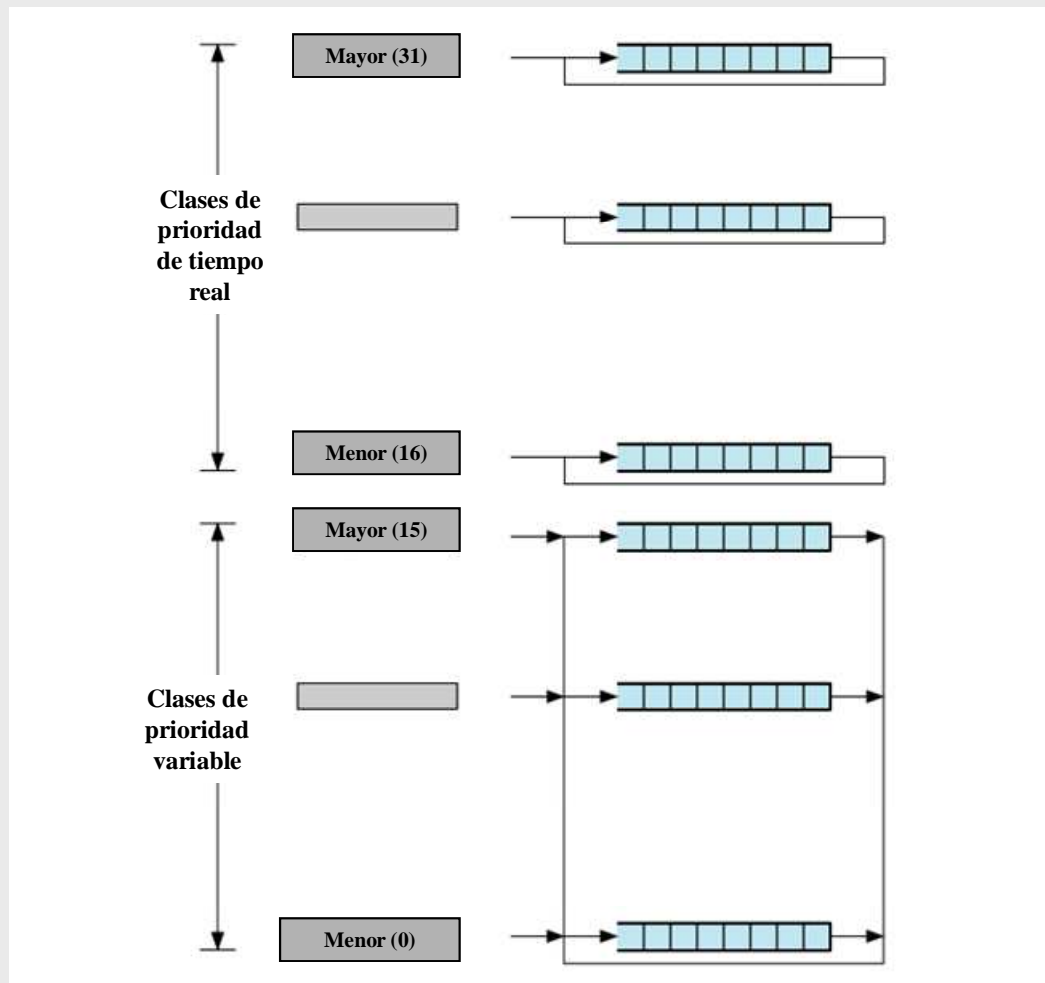 Mayor (31)
Clases de
prioridad
de tiempo
real
Menor (16)
Mayor (15)
Clases de
prioridad
variable
Menor (0)